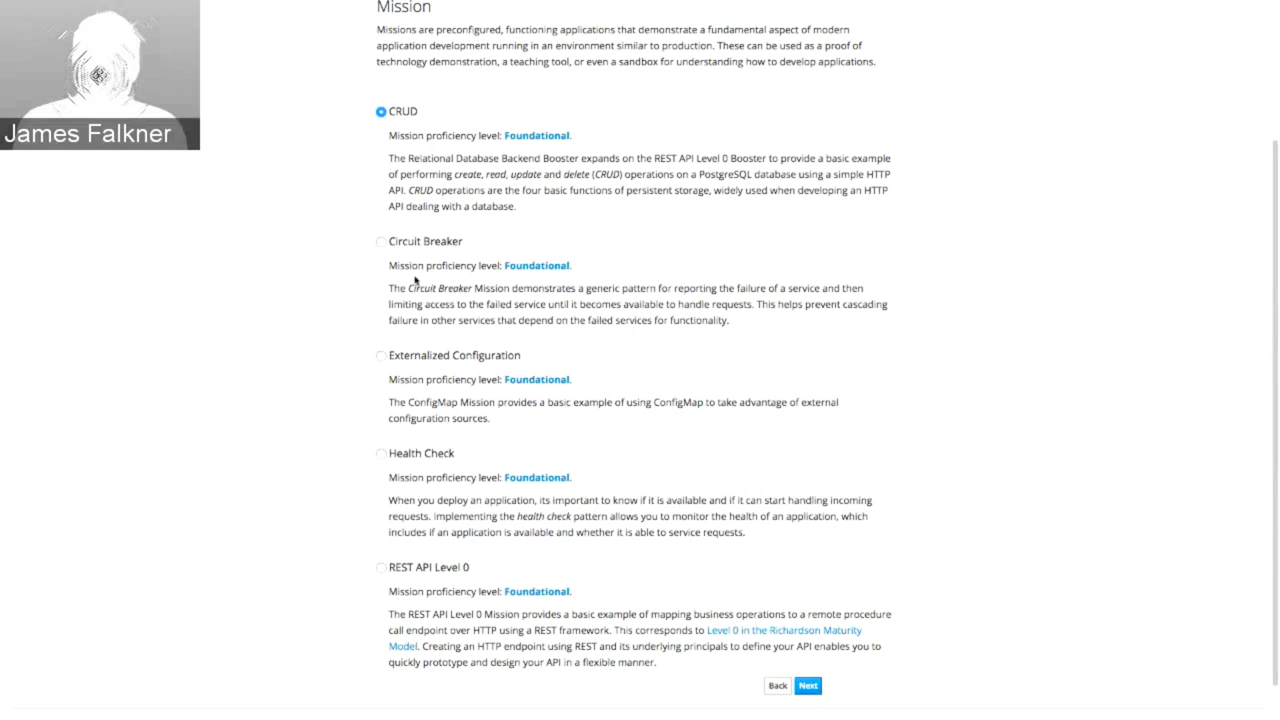 Mission
Missions are preconfigured, functioning applications that demonstrate a fundamental aspect of modern
application development running in an environment similar to production. These can be used as a proof of
technology demonstration, a teaching tool, or even a sandbox for understanding how to develop applications.
James Falkner
CRUD
Mission proficiency level: Foundational.
The Relational Database Backend Booster expands on the REST API Level 0 Booster to provide a basic example
of performing create, read, update and delete (CRUD) operations on a PostgreSQL database using a simple HTTP
API. CRUD operations are the four basic functions of persistent storage, widely used when developing an HTTP
API dealing with a database.
Circuit Breaker
Mission proficiency level: Foundational.
The Circuit Breaker Mission demonstrates a generic pattern for reporting the failure of a service and then
limiting access to the failed service until it becomes available to handle requests. This helps prevent cascading
failure in other services that depend on the failed services for functionality.
Externalized Configuration
Mission proficiency level: Foundational.
The ConfigMap Mission provides a basic example of using ConfigMap to take advantage of external
configuration sources.
Health Check
Mission proficiency level: Foundational.
When you deploy an application, its important to know if it is available and if it can start handling incoming
requests. Implementing the health check pattern allows you to monitor the health of an application, which
includes if an application is available and whether it is able to service requests.
REST API Level 0
Mission proficiency level: Foundational.
The REST API Level 0 Mission provides a basic example of mapping business operations to a remote procedure
call endpoint over HTTP using a REST framework. This corresponds to Level 0 in the Richardson Maturity
Model. Creating an HTTP endpoint using REST and its underlying principals to define your API enables you to
quickly prototype and design your API in a flexible manner.
Back Next